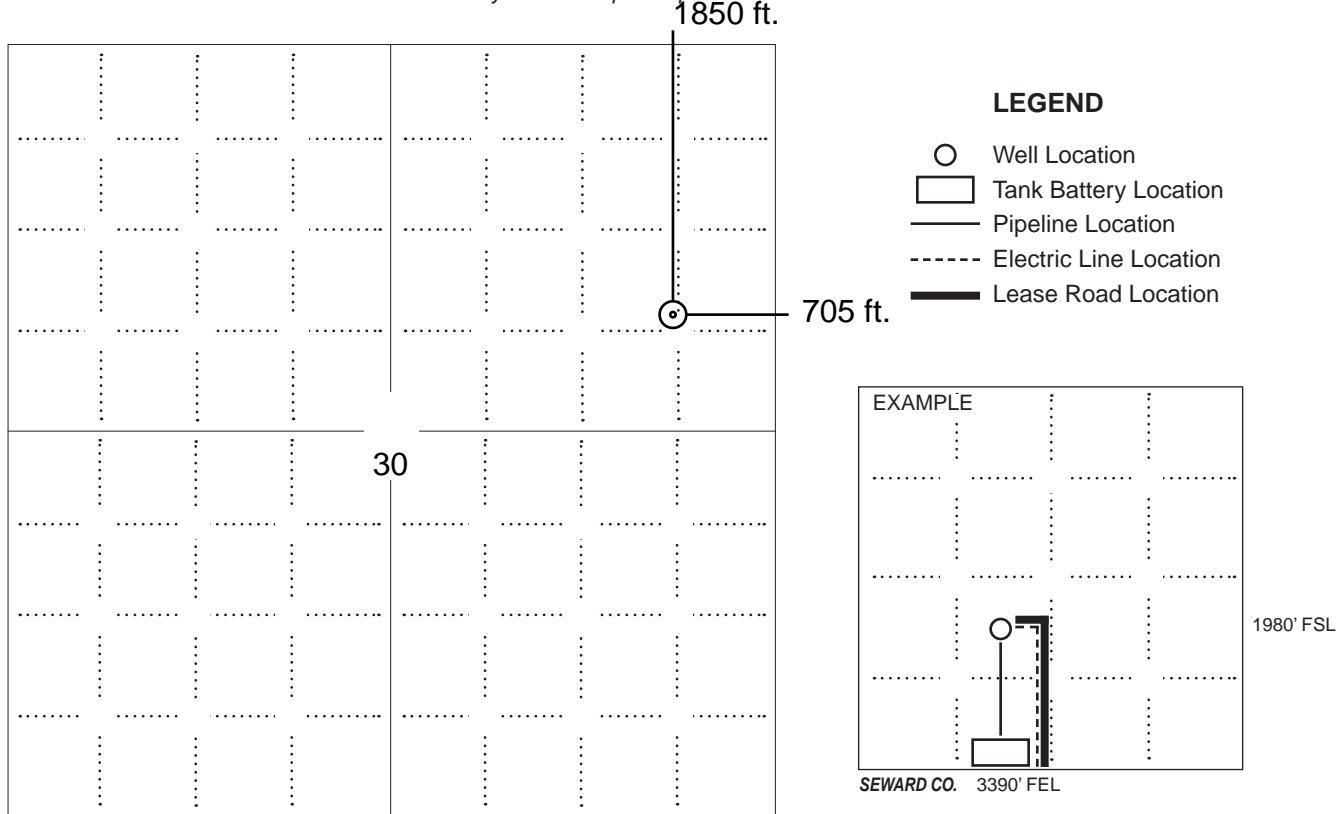 1850 ft.
LEGEND
Well Location
Tank Battery Location
Pipeline Location
Electric Line Location
Lease Road Location
705 ft.
EXAMPLE
30
1980' FSL
SEWARD CO. 3390' FEL